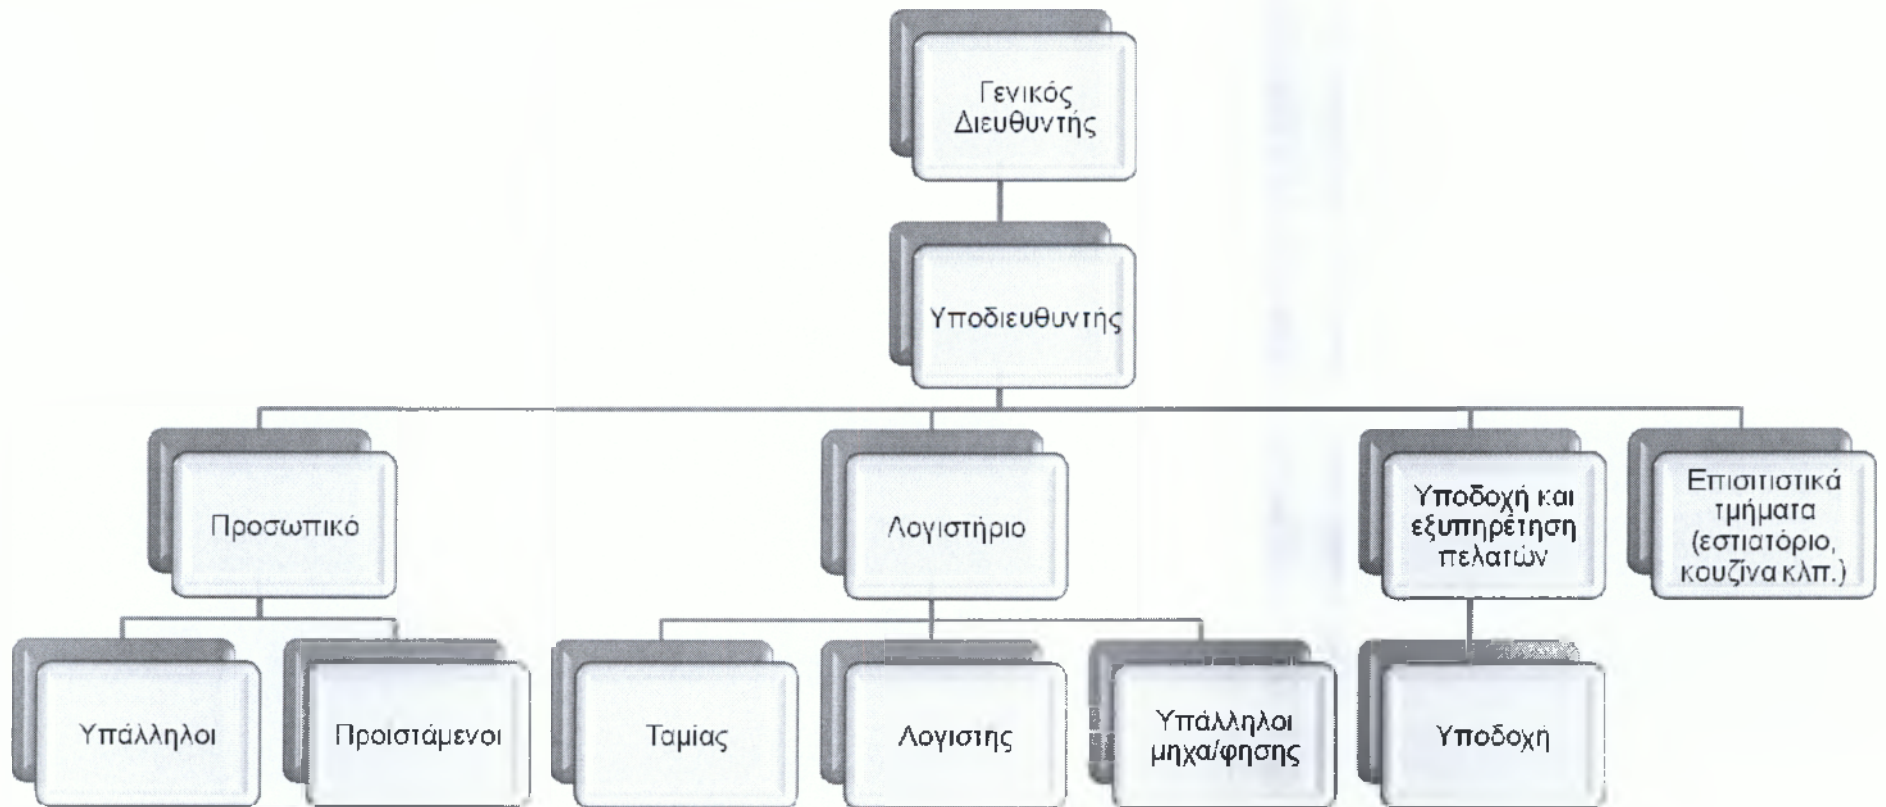 Γενικός
Διευθυντής
Υποδιευθυντής
Προσωπικό
Λογιστήριο
Υποδοχή και
εξυπηρέτηση
πελατών
Επισιτιστικά
τμήματα
(εστιατόριο,
κουζίνα κλπ.)
Υπάλληλοι
Προιστάμενοι
Ταμίας
Λογιστης
Υπάλληλοι
μηχα/φησης
Υποδοχή